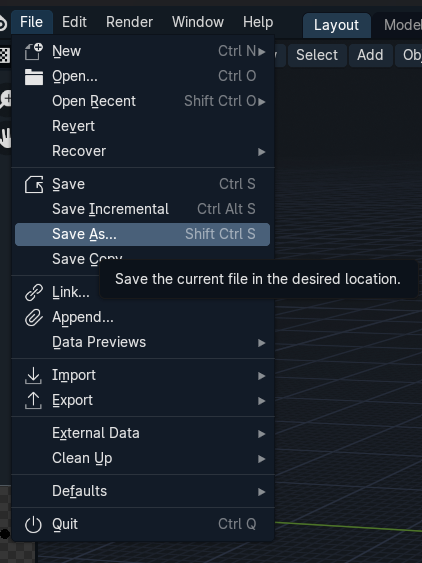 File Edit Render Window Help Layout
New Ctrl N
Select Add
Open... Ctrl O
Open Recent Shift Ctrl O
Revert
Recover
Save Ctrl S
Save Incremental Ctrl Alt S
Save As... Shift Ctrl S
Save Copy
Save the current file in the desired location.
Link...
Append...
Data Previews
Import
Export
External Data
Clean Up
Defaults
Quit Ctrl Q